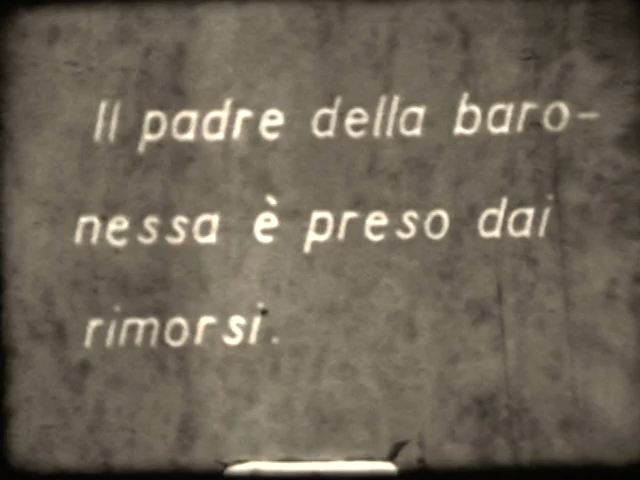 Il padre della baro-
nessa è preso dai
rimorsi.